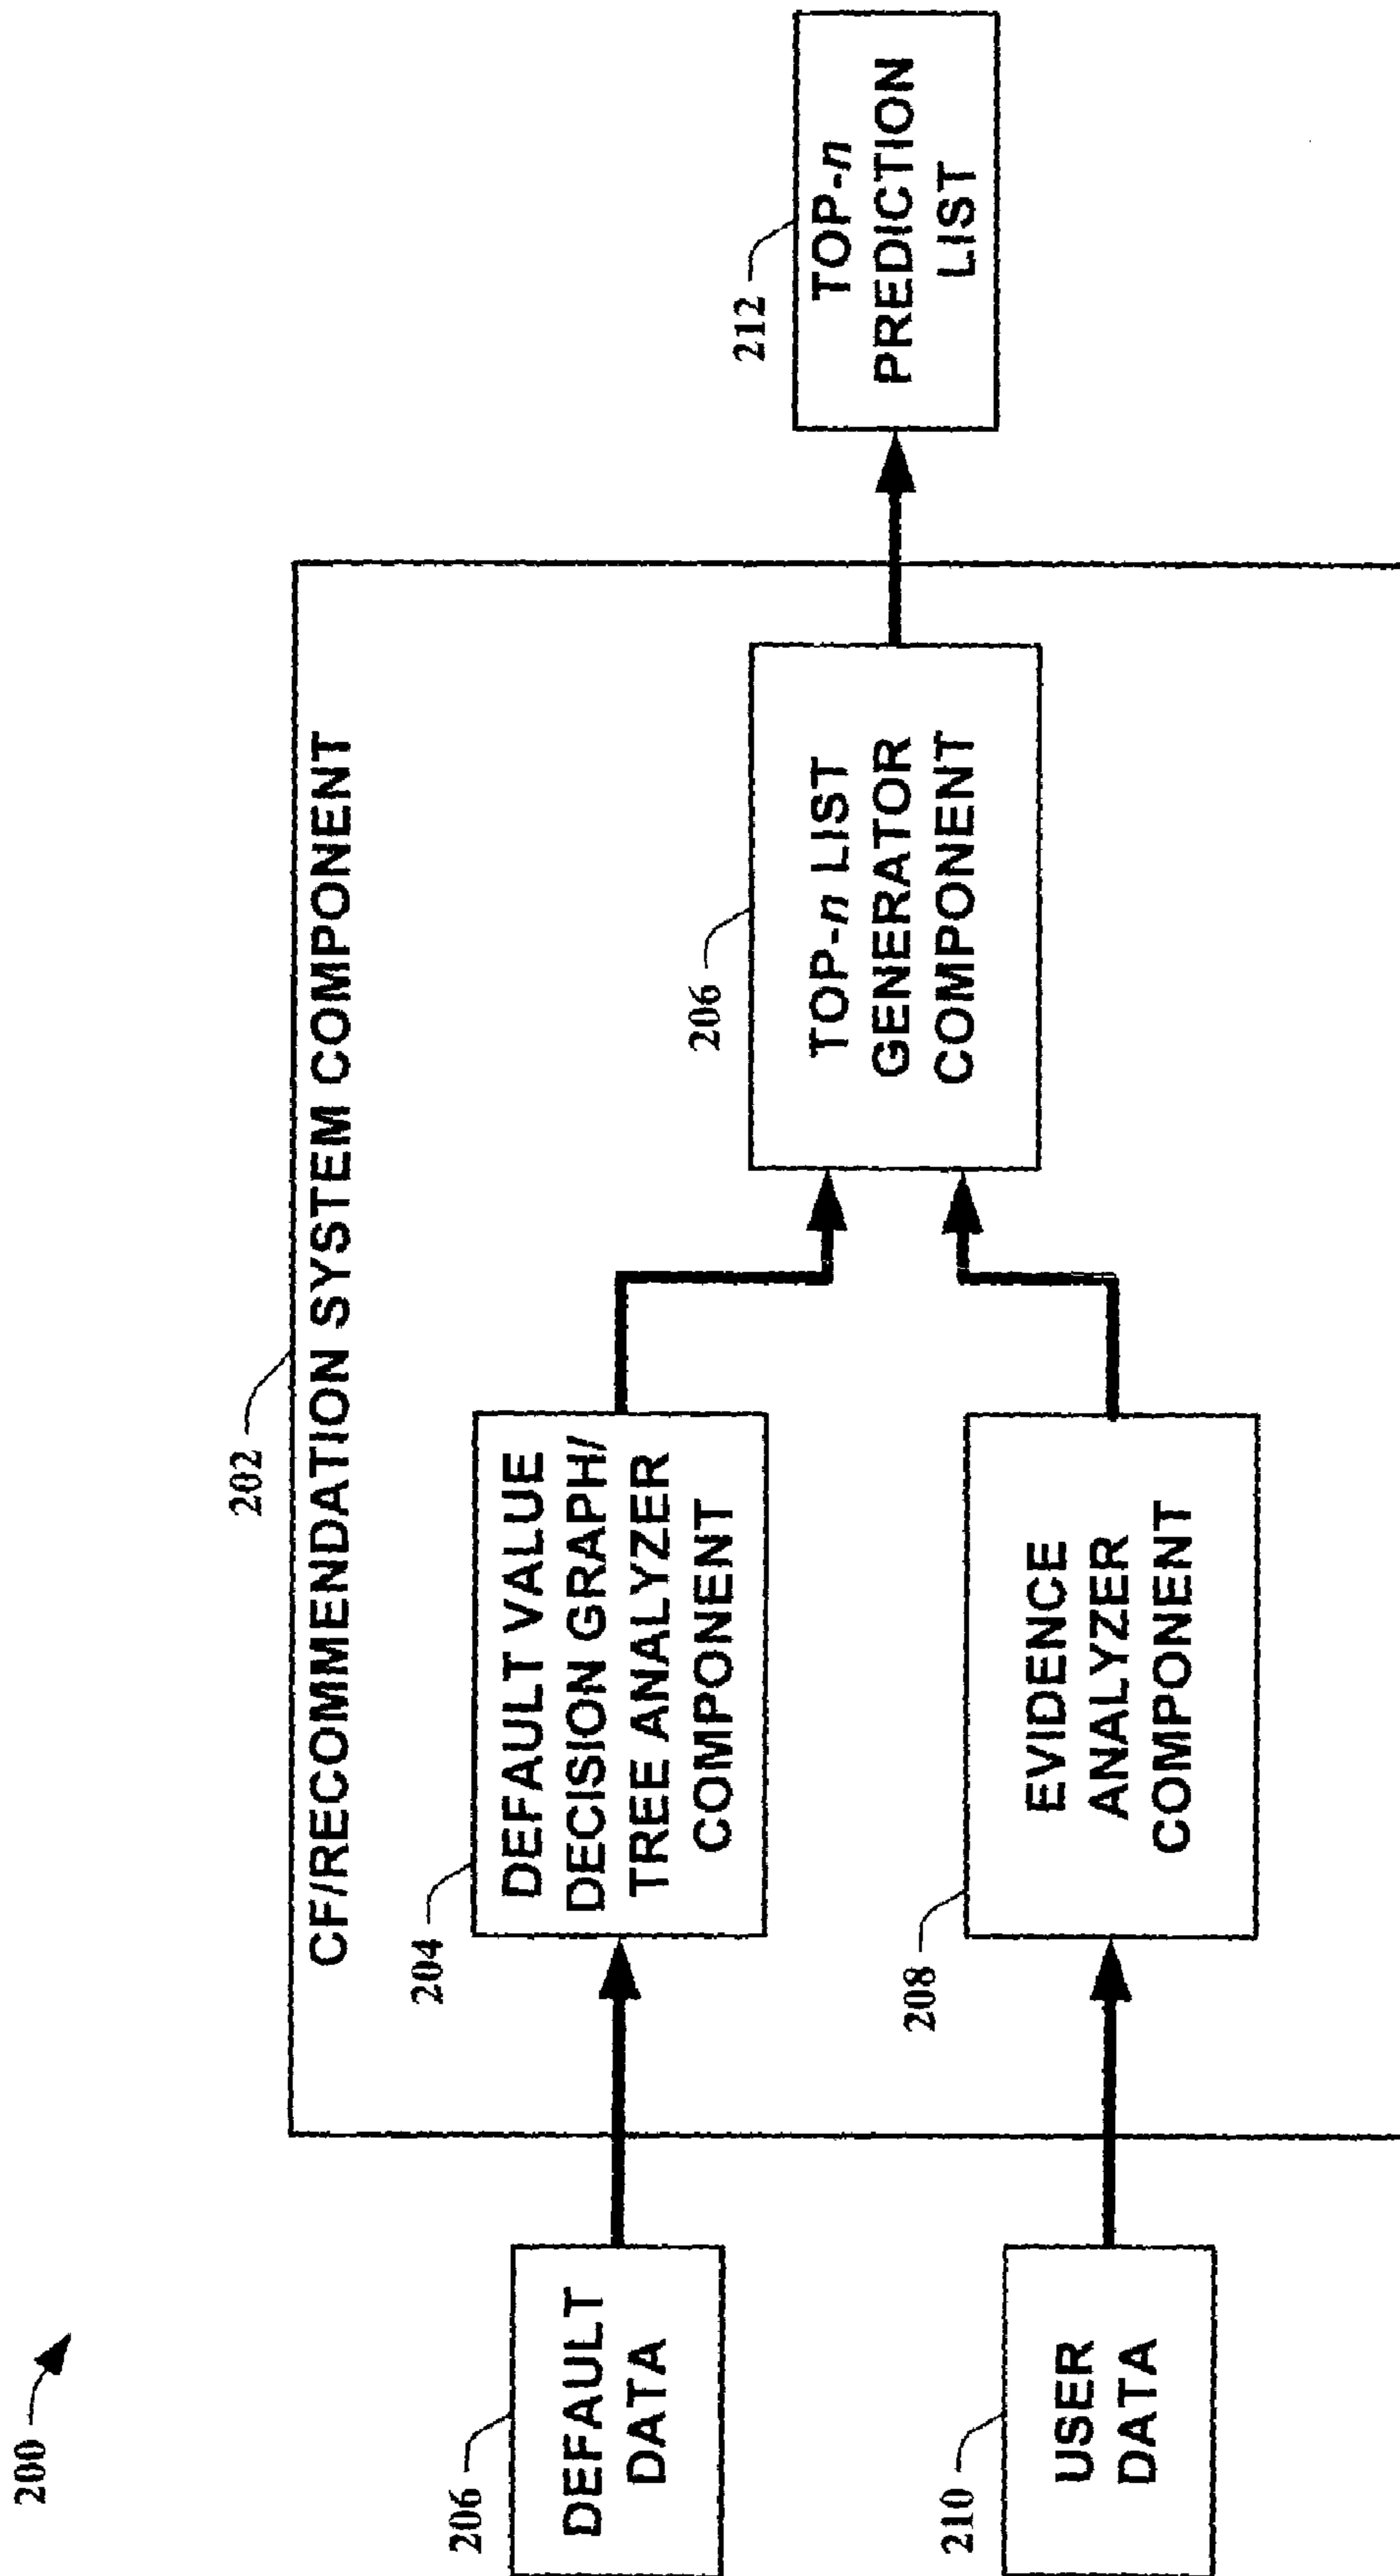 200
202
CF/RECOMMENDATION SYSTEM COMPONENT
206
DEFAULT
DATA
204
DEFAULT VALUE
DECISION GRAPH/
TREE ANALYZER
COMPONENT
210
USER
DATA
208
EVIDENCE
ANALYZER
COMPONENT
206
TOP-n LIST
GENERATOR
COMPONENT
212
TOP-n
PREDICTION
LIST